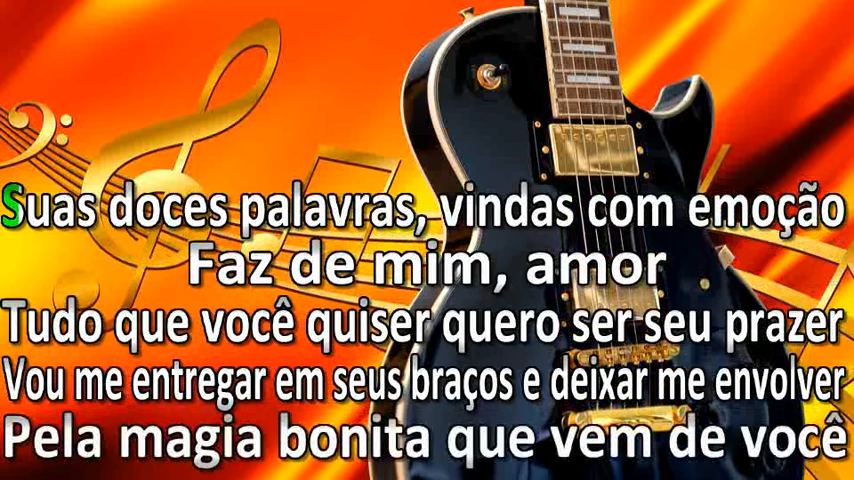 Suas doces palavras, vindas com emoção
Faz de mim, amor
Tudo que você quiser quero ser seu prazer
Vou me entregar em seus braços e deixar me envolver
Pela magia bonita que vem de você